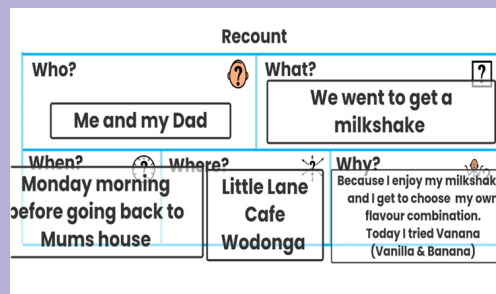 Recount
Who?
Me and my Dad
What?
We went to get a
milkshake
When?
Monday morning
before going back to
Mums house
Where?
Little Lane
Cafe
Wodonga
Why?
Because I enjoy my milkshak
and I get to choose my own
flavour combination.
Today I tried Vanana
(Vanilla & Banana)